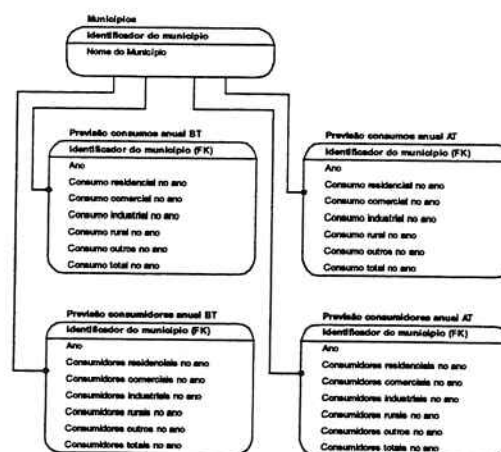 Municípios
Identificador do município
Nome do Município
Previsão consumos anual BT
Identificador do município (FK)
Ano
Consumo residencial no ano
Consumo comercial no ano
Consumo industrial no ano
Consumo rural no ano
Consumo outros no ano
Consumo total no ano
Previsão consumos anual AT
Identificador do município (FK)
Ano
Consumo residencial no ano
Consumo comercial no ano
Consumo industrial no ano
Consumo rural no ano
Consumo outros no ano
Consumo total no ano
Previsão consumidores anual BT
Identificador do município (FK)
Ano
Consumidores residenciais no ano
Consumidores comerciais no ano
Consumidores industriais no ano
Consumidores rurais no ano
Consumidores outros no ano
Consumidores totais no ano
Previsão consumidores anual AT
Identificador do município (FK)
Ano
Consumidores residenciais no ano
Consumidores comerciais no ano
Consumidores industriais no ano
Consumidores rurais no ano
Consumidores outros no ano
Consumidores totais no ano